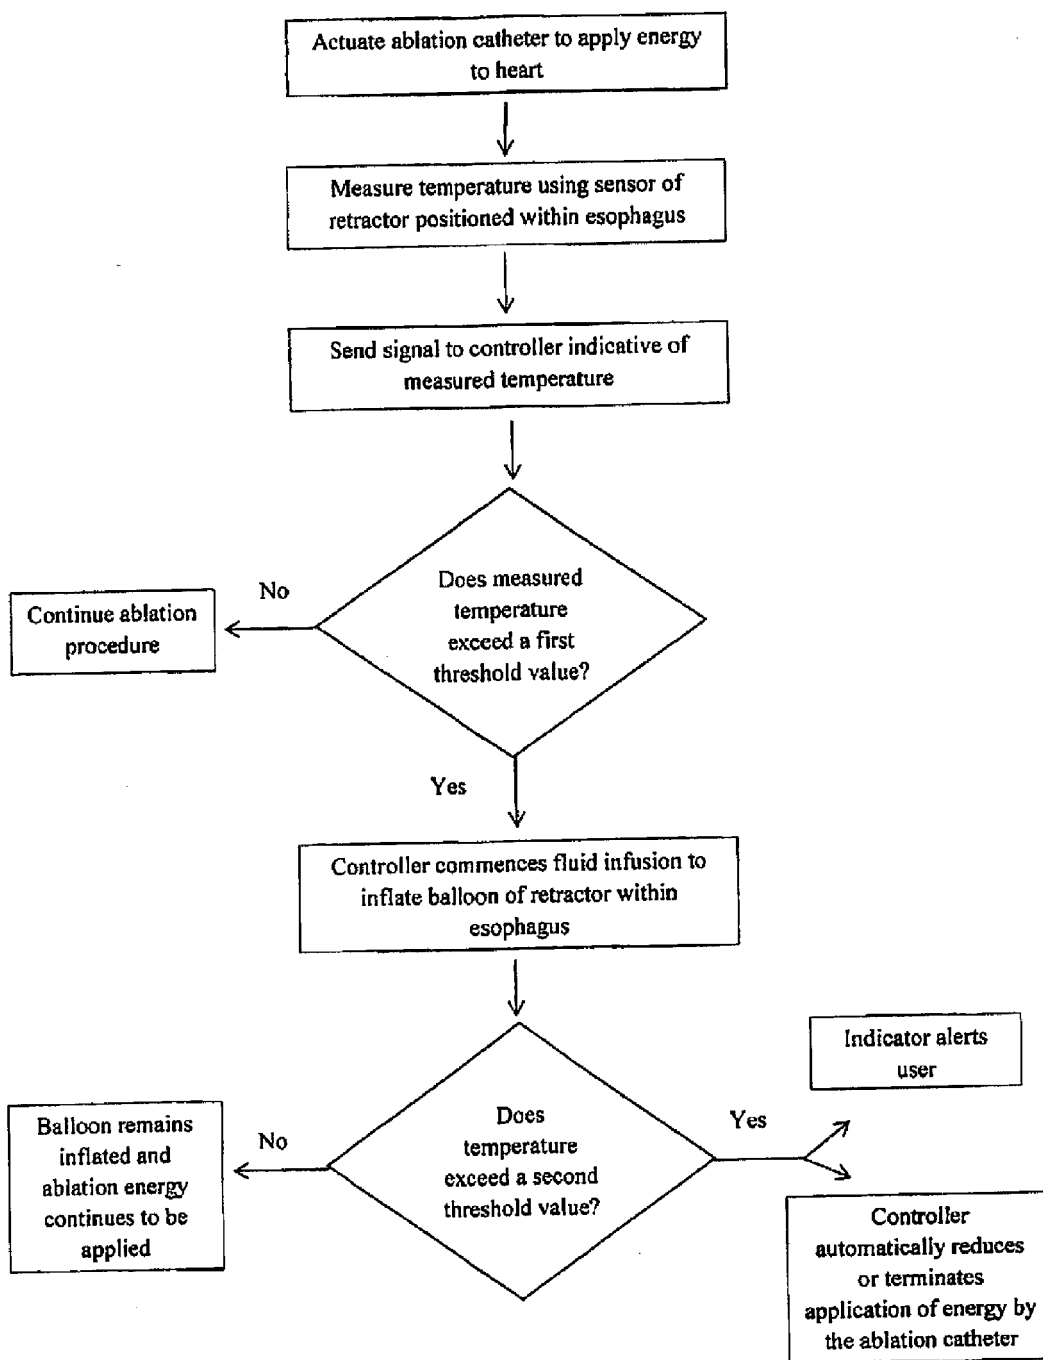 Actuate ablation catheter to apply energy
to heart
Measure temperature using sensor of
retractor positioned within esophagus
Send signal to controller indicative of
measured temperature
Does measured
temperature
exceed a first
threshold value?
No
Continue ablation
procedure
Yes
Controller commences fluid infusion to
inflate balloon of retractor within
esophagus
Does
temperature
exceed a second
threshold value?
No
Balloon remains
inflated and
ablation energy
continues to be
applied
Yes
Indicator alerts
user
Controller
automatically reduces
or terminates
application of energy by
the ablation catheter